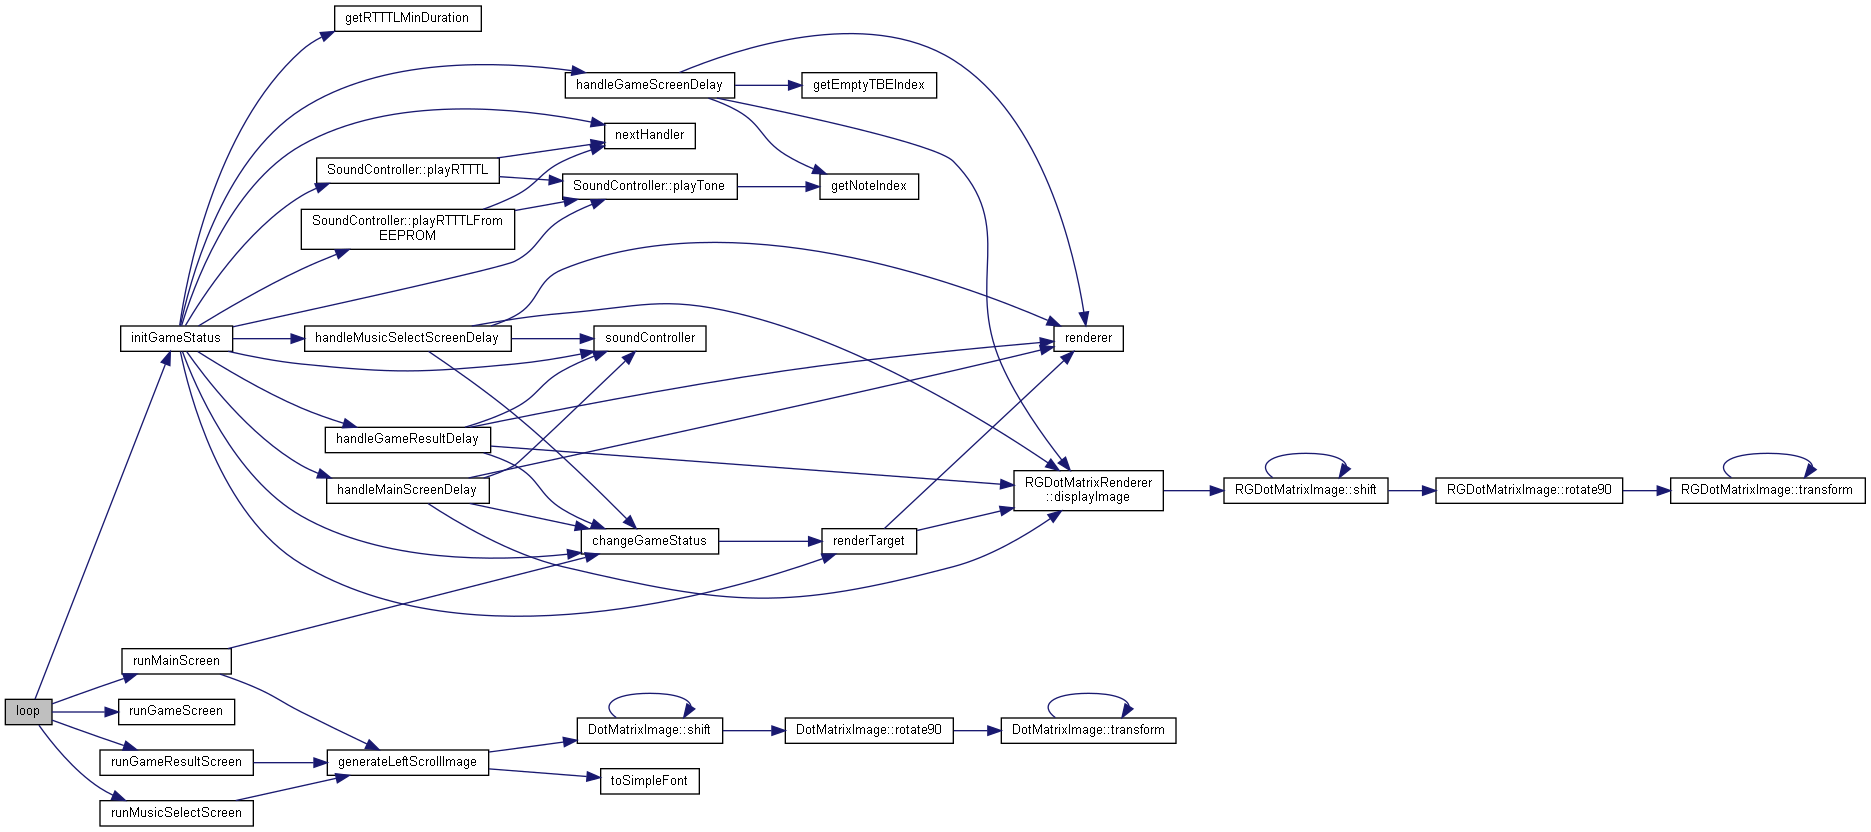 getRTTTLMinDuration
handleGameScreenDelay
getEmptyTBEIndex
nextHandler
SoundController::playRTTTL
SoundController::playTone
getNoteIndex
SoundController::playRTTTLFrom
EEPROM
initGameStatus
handleMusicSelectScreenDelay
soundController
renderer
handleGameResultDelay
handleMainScreenDelay
RGDotMatrixRenderer
::displayImage
RGDotMatrixImage::shift
RGDotMatrixImage::rotate90
RGDotMatrixImage::transform
changeGameStatus
renderTarget
runMainScreen
loop
runGameScreen
DotMatrixImage::shift
DotMatrixImage::rotate90
DotMatrixImage::transform
runGameResultScreen
generateLeftScrollImage
toSimpleFont
runMusicSelectScreen